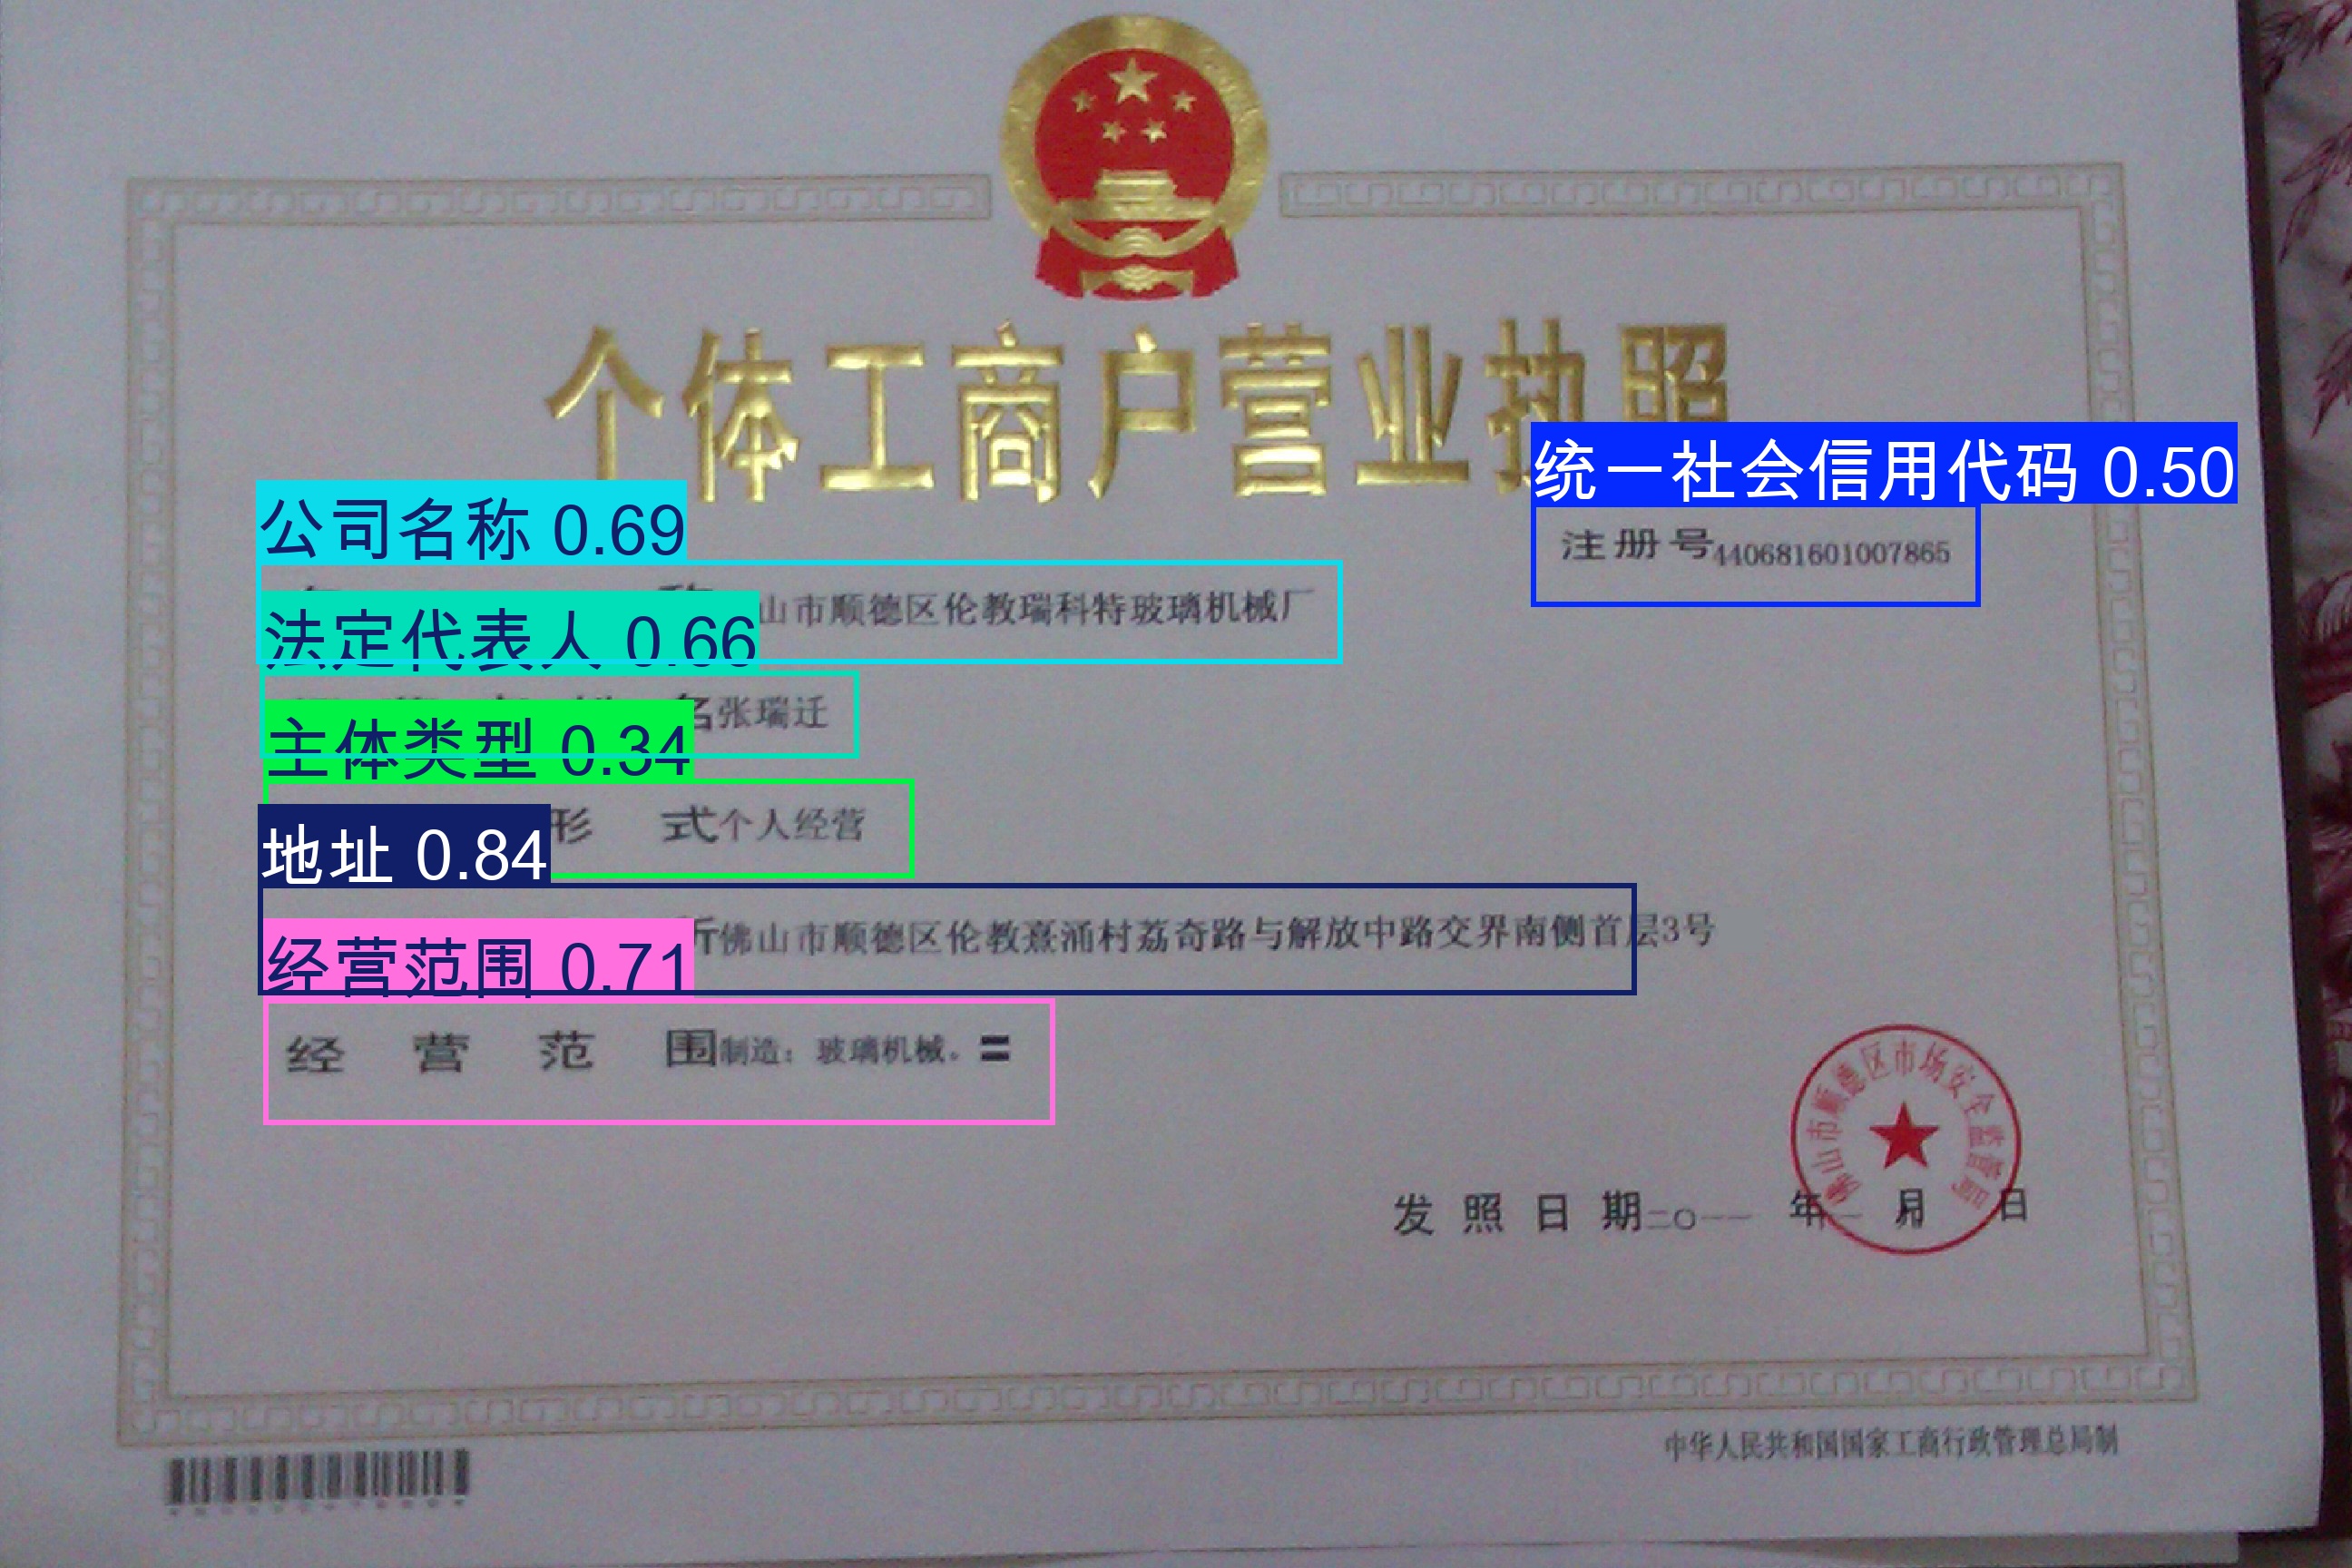 个体工商户营业执照
统一社会信用代码 0.50
注册号440681601007865
公司名称 0.69
称 山市顺德区伦教瑞科特玻璃机械厂
法定代表人 0.66
名张瑞迁
主体类型 0.34
形 式个人经营
地址 0.84
所佛山市顺德区伦教熹涌村荔奇路与解放中路交界南侧首层3号
经营范围 0.71
经 营 范 围制造：玻璃机械。〓
佛山市顺德区市场安全监管局
发照日期二〇一一 年 月 日
中华人民共和国国家工商行政管理总局制